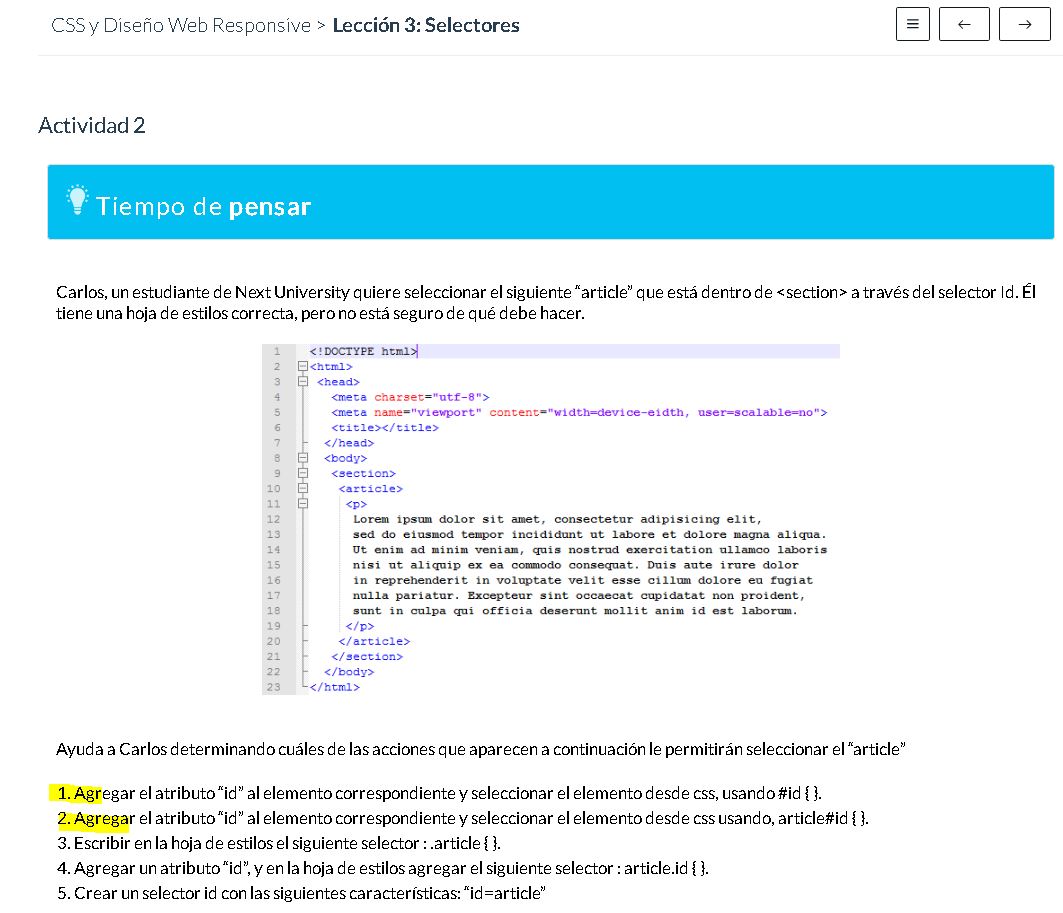 CSS y Diseño Web Responsive > Lección 3: Selectores
Actividad 2
Tiempo de pensar
Carlos, un estudiante de Next University quiere seleccionar el siguiente “article” que está dentro de <section> a través del selector Id. Él
tiene una hoja de estilos correcta, pero no está seguro de qué debe hacer.
1 <!DOCTYPE html>
2 <html>
3 <head>
4 <meta charset="utf-8">
5 <meta name="viewport" content="width=device-eidth, user=scalable=no">
6 <title></title>
7 </head>
8 <body>
9 <section>
10 <article>
11 <p>
12 Lorem ipsum dolor sit amet, consectetur adipisicing elit,
13 sed do eiusmod tempor incididunt ut labore et dolore magna aliqua.
14 Ut enim ad minim veniam, quis nostrud exercitation ullamco laboris
15 nisi ut aliquip ex ea commodo consequat. Duis aute irure dolor
16 in reprehenderit in voluptate velit esse cillum dolore eu fugiat
17 nulla pariatur. Excepteur sint occaecat cupidatat non proident,
18 sunt in culpa qui officia deserunt mollit anim id est laborum.
19 </p>
20 </article>
21 </section>
22 </body>
23 </html>
Ayuda a Carlos determinando cuáles de las acciones que aparecen a continuación le permitirán seleccionar el “article”
1. Agregar el atributo “id” al elemento correspondiente y seleccionar el elemento desde css, usando #id { }.
2. Agregar el atributo “id” al elemento correspondiente y seleccionar el elemento desde css usando, article#id { }.
3. Escribir en la hoja de estilos el siguiente selector : .article { }.
4. Agregar un atributo “id”, y en la hoja de estilos agregar el siguiente selector : article.id { }.
5. Crear un selector id con las siguientes características: “id=article”